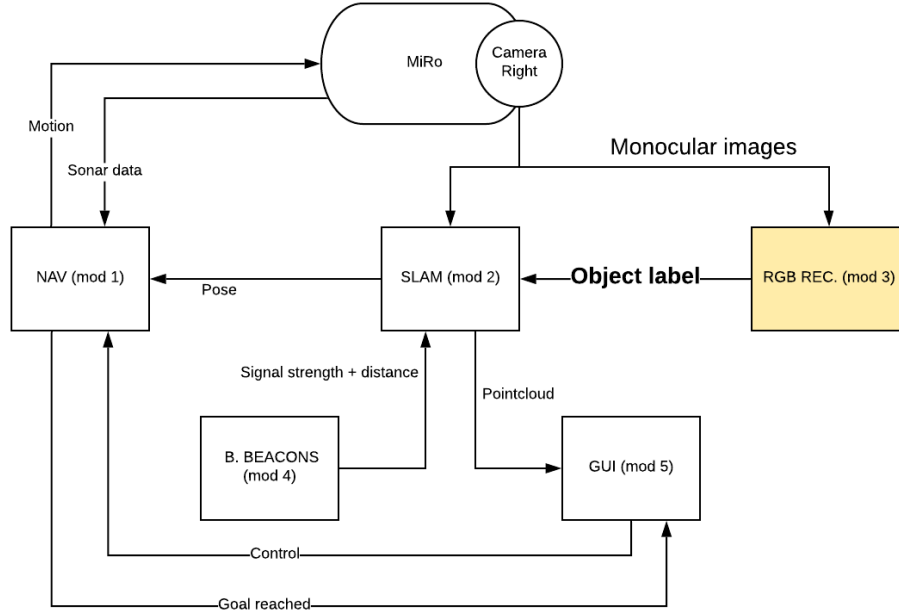 MiRo
Camera
Right
Monocular images
Motion
Sonar data
NAV (mod 1)
SLAM (mod 2)
RGB REC. (mod 3)
Object label
Pose
Signal strength + distance
Pointcloud
B. BEACONS
(mod 4)
GUI (mod 5)
Control
Goal reached